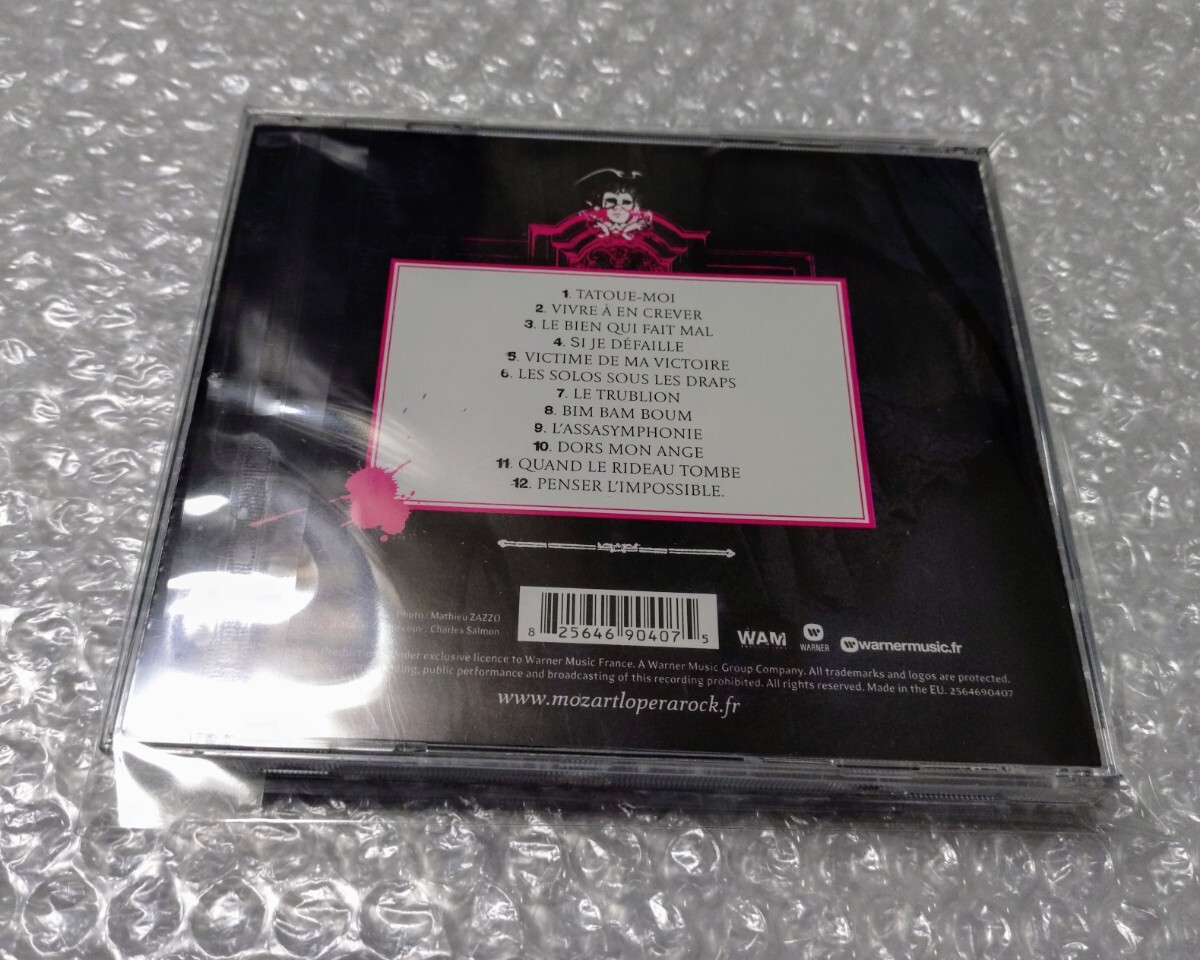 1. TATOUE-MOI
2. VIVRE À EN CREVER
3. LE BIEN QUI FAIT MAL
4. SI JE DÉFAILLE
5. VICTIME DE MA VICTOIRE
6. LES SOLOS SOUS LES DRAPS
7. LE TRUBLION
8. BIM BAM BOUM
9. L'ASSASYMPHONIE
10. DORS MON ANGE
11. QUAND LE RIDEAU TOMBE
12. PENSER L'IMPOSSIBLE.
Photo : Mathieu ZAZZO
: Charles Salmon
8 25646 90407 5
WAM
WARNER
warnermusic.fr
under exclusive licence to Warner Music France. A Warner Music Group Company. All trademarks and logos are protected.
public performance and broadcasting of this recording prohibited. All rights reserved. Made in the EU. 2564690407
www.mozartloperarock.fr